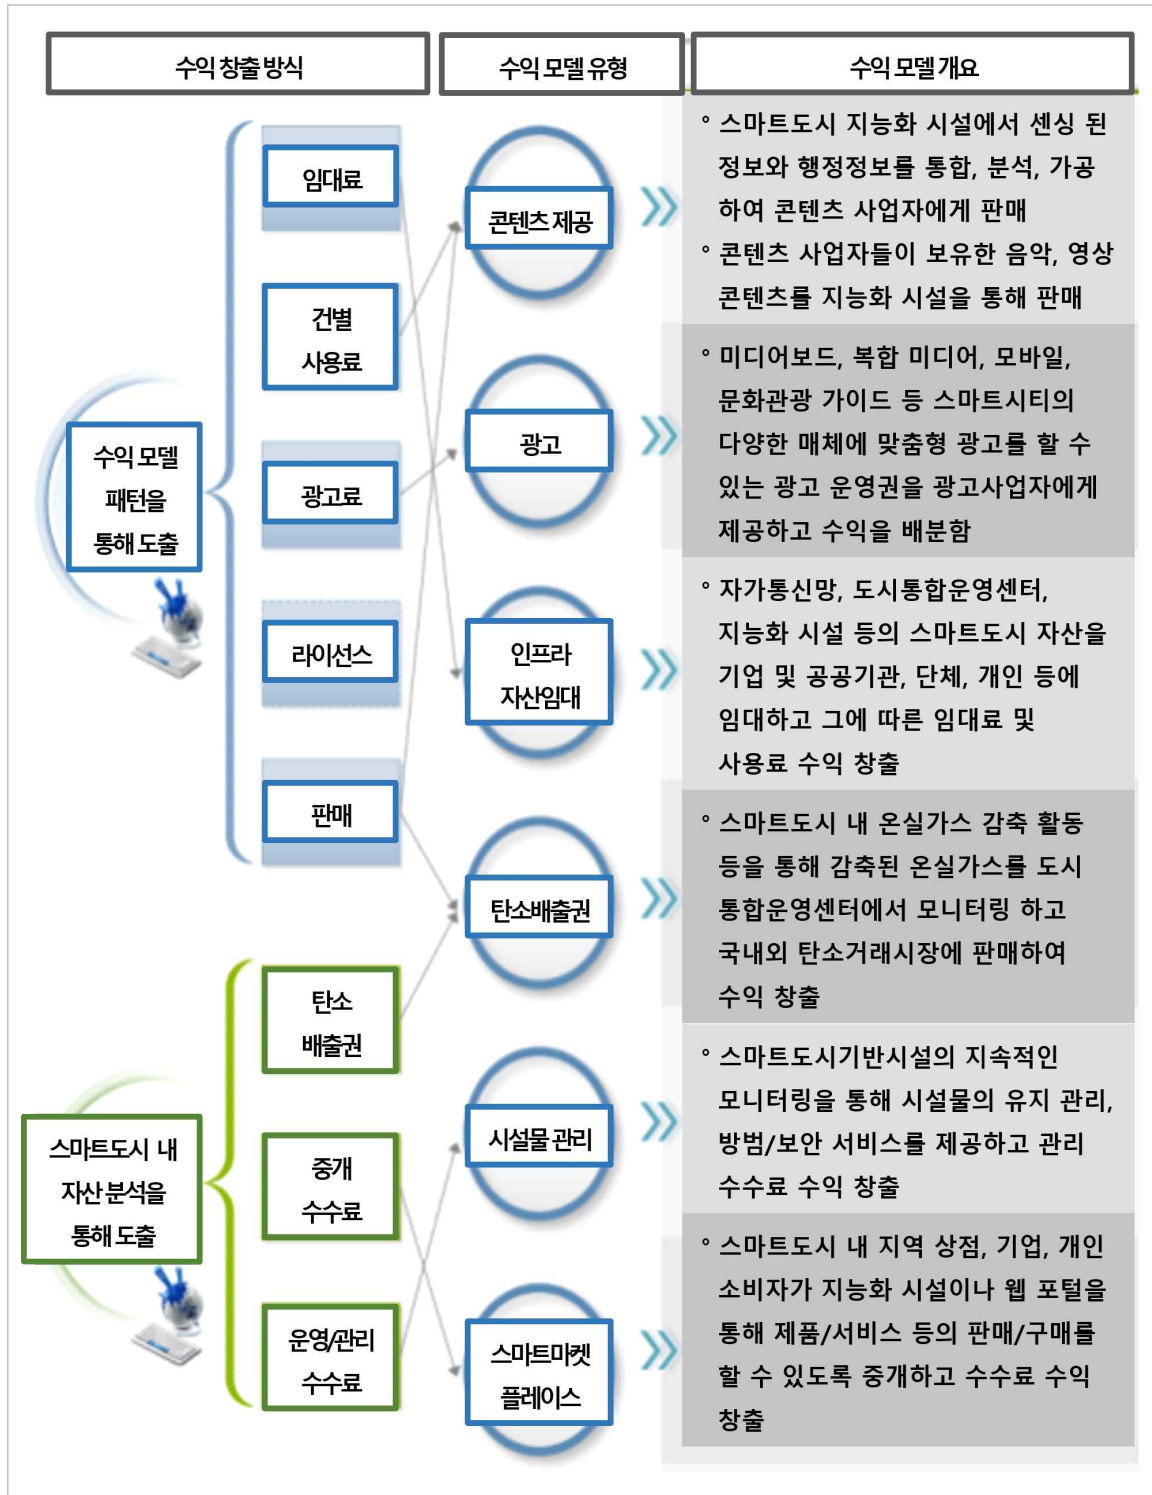 수익 창출 방식
수익 모델 유형
수익 모델 개요
수익 모델
패턴을
통해 도출
임대료
건별
사용료
광고료
라이선스
판매
스마트도시 내
자산 분석을
통해 도출
탄소
배출권
중개
수수료
운영/관리
수수료
콘텐츠 제공
° 스마트도시 지능화 시설에서 센싱 된
정보와 행정정보를 통합, 분석, 가공
하여 콘텐츠 사업자에게 판매
° 콘텐츠 사업자들이 보유한 음악, 영상
콘텐츠를 지능화 시설을 통해 판매
광고
° 미디어보드, 복합 미디어, 모바일,
문화관광 가이드 등 스마트시티의
다양한 매체에 맞춤형 광고를 할 수
있는 광고 운영권을 광고사업자에게
제공하고 수익을 배분함
인프라
자산임대
° 자가통신망, 도시통합운영센터,
지능화 시설 등의 스마트도시 자산을
기업 및 공공기관, 단체, 개인 등에
임대하고 그에 따른 임대료 및
사용료 수익 창출
탄소배출권
° 스마트도시 내 온실가스 감축 활동
등을 통해 감축된 온실가스를 도시
통합운영센터에서 모니터링 하고
국내외 탄소거래시장에 판매하여
수익 창출
시설물 관리
° 스마트도시기반시설의 지속적인
모니터링을 통해 시설물의 유지 관리,
방범/보안 서비스를 제공하고 관리
수수료 수익 창출
스마트마켓
플레이스
° 스마트도시 내 지역 상점, 기업, 개인
소비자가 지능화 시설이나 웹 포털을
통해 제품/서비스 등의 판매/구매를
할 수 있도록 중개하고 수수료 수익
창출